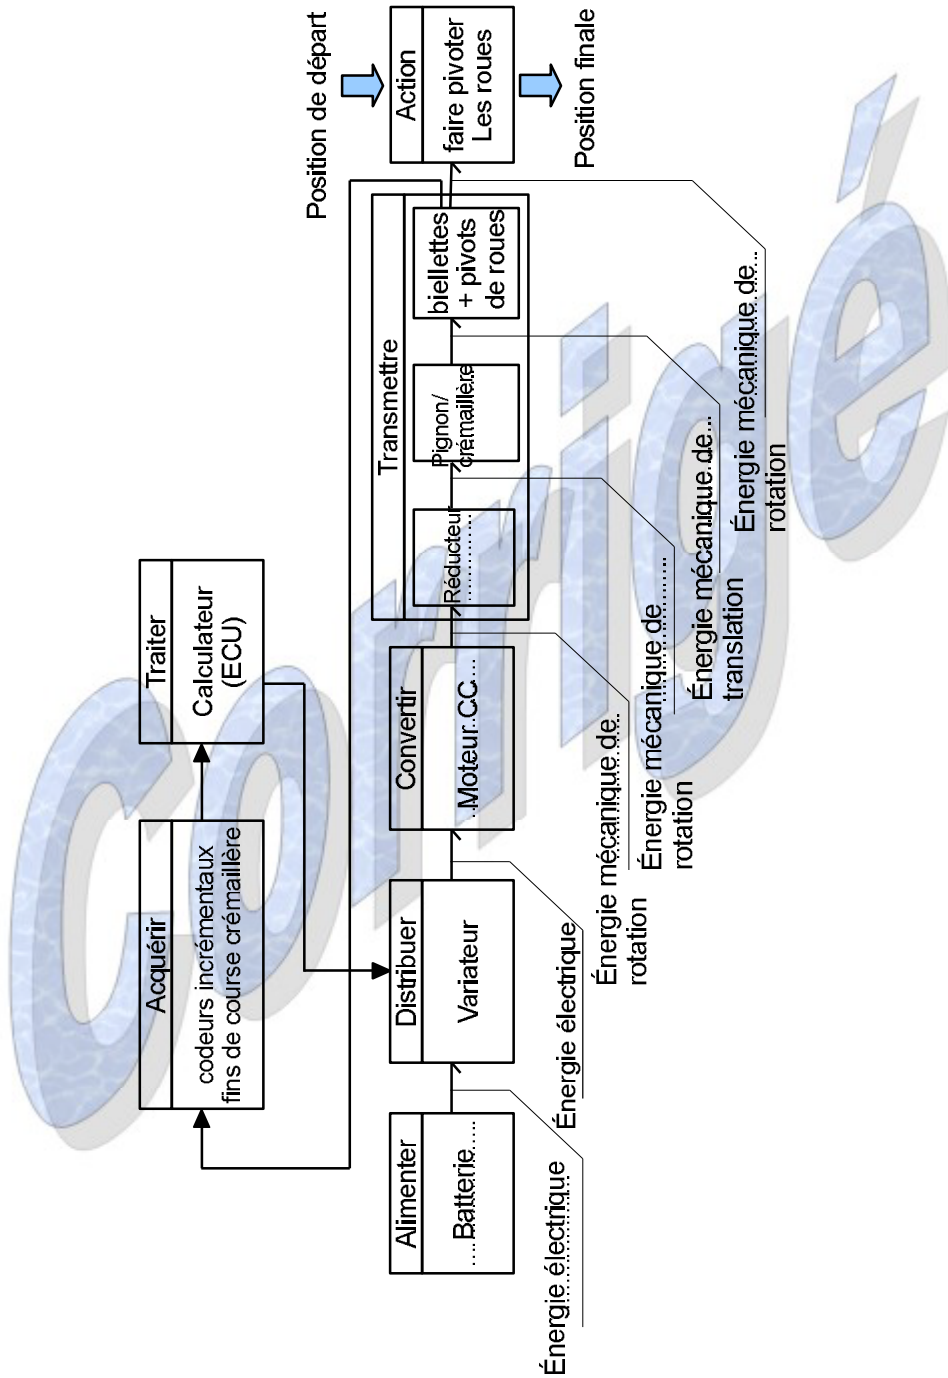 Acquérir
codeurs incrémentaux
fins de course crémaillère
Traiter
Calculateur
(ECU)
Position de départ
Alimenter
Batterie
Distribuer
Variateur
Convertir
Moteur CC
Transmettre
Réducteur
Pignon/
crémaillère
biellettes
+ pivots
de roues
Action
faire pivoter
Les roues
Position finale
Énergie électrique
Énergie électrique
Énergie mécanique de
rotation
Énergie mécanique de
rotation
Énergie mécanique de
translation
Énergie mécanique de
rotation
Corrigé